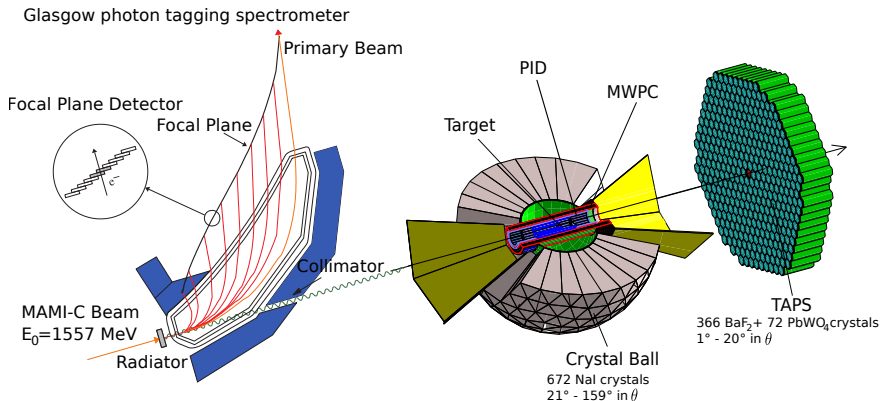 Glasgow photon tagging spectrometer
Primary Beam
Focal Plane Detector
Focal Plane
e⁻
MAMI-C Beam
E₀=1557 MeV
Radiator
Collimator
PID
MWPC
Target
Crystal Ball
672 NaI crystals
21° - 159° in θ
TAPS
366 BaF₂+ 72 PbWO₄crystals
1° - 20° in θ